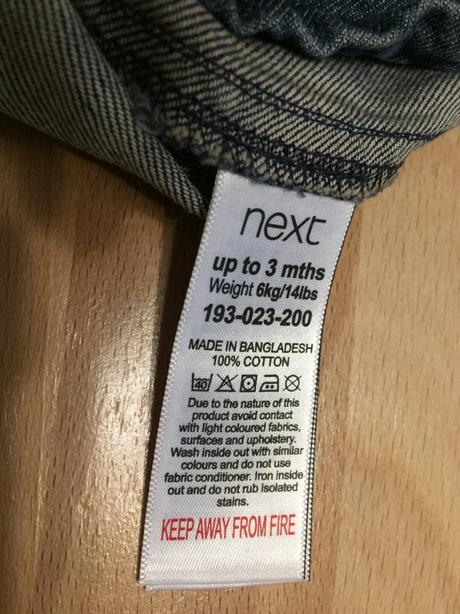 next
up to 3 mths
Weight 6kg/14lbs
193-023-200
MADE IN BANGLADESH
100% COTTON
40
Due to the nature of this
product avoid contact
with light coloured fabrics,
surfaces and upholstery.
Wash inside out with similar
colours and do not use
fabric conditioner. Iron inside
out and do not rub isolated
stains.
KEEP AWAY FROM FIRE